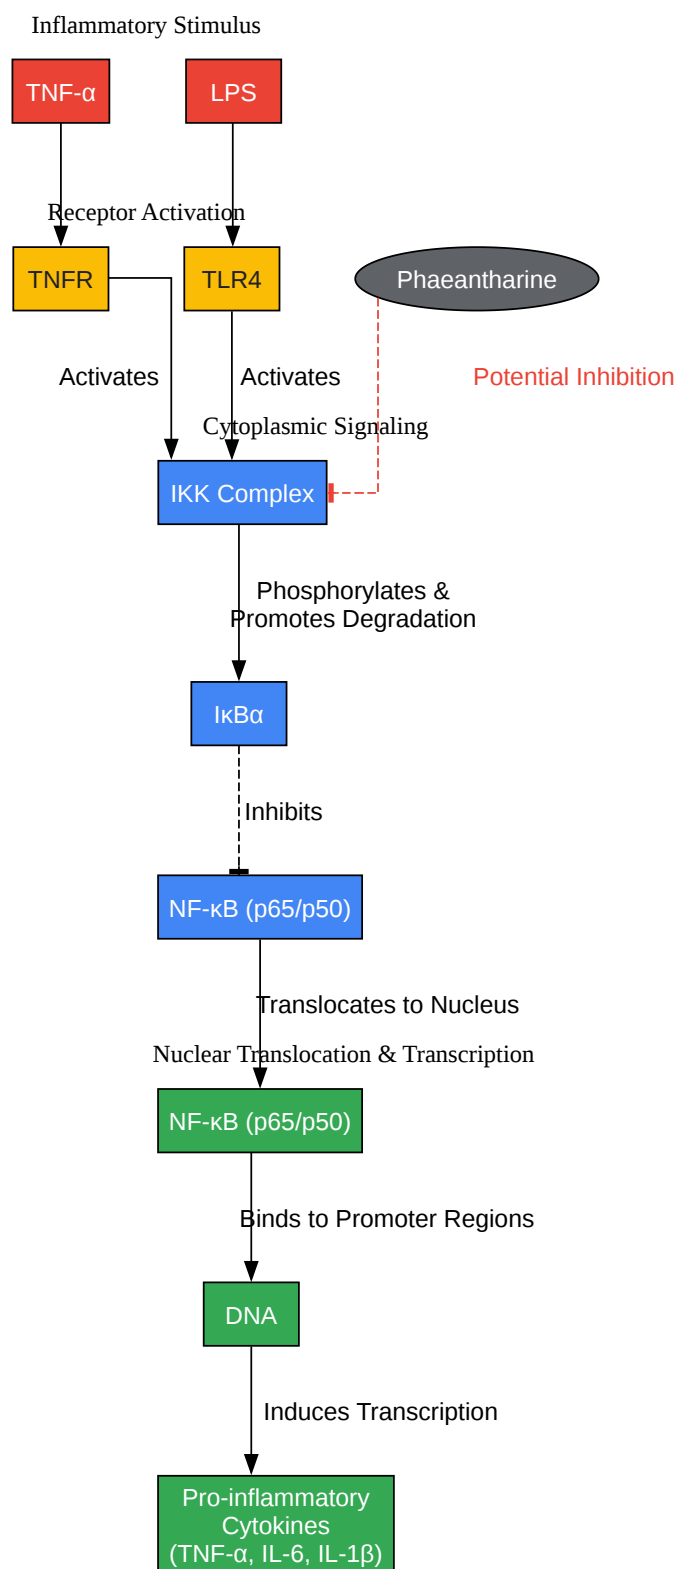 Inflammatory Stimulus
TNF-α
LPS
Receptor Activation
TNFR
TLR4
Phaeantharine
Activates
Activates
Potential Inhibition
Cytoplasmic Signaling
IKK Complex
Phosphorylates &
Promotes Degradation
IκBα
Inhibits
NF-κB (p65/p50)
Translocates to Nucleus
Nuclear Translocation & Transcription
NF-κB (p65/p50)
Binds to Promoter Regions
DNA
Induces Transcription
Pro-inflammatory
Cytokines
(TNF-α, IL-6, IL-1β)